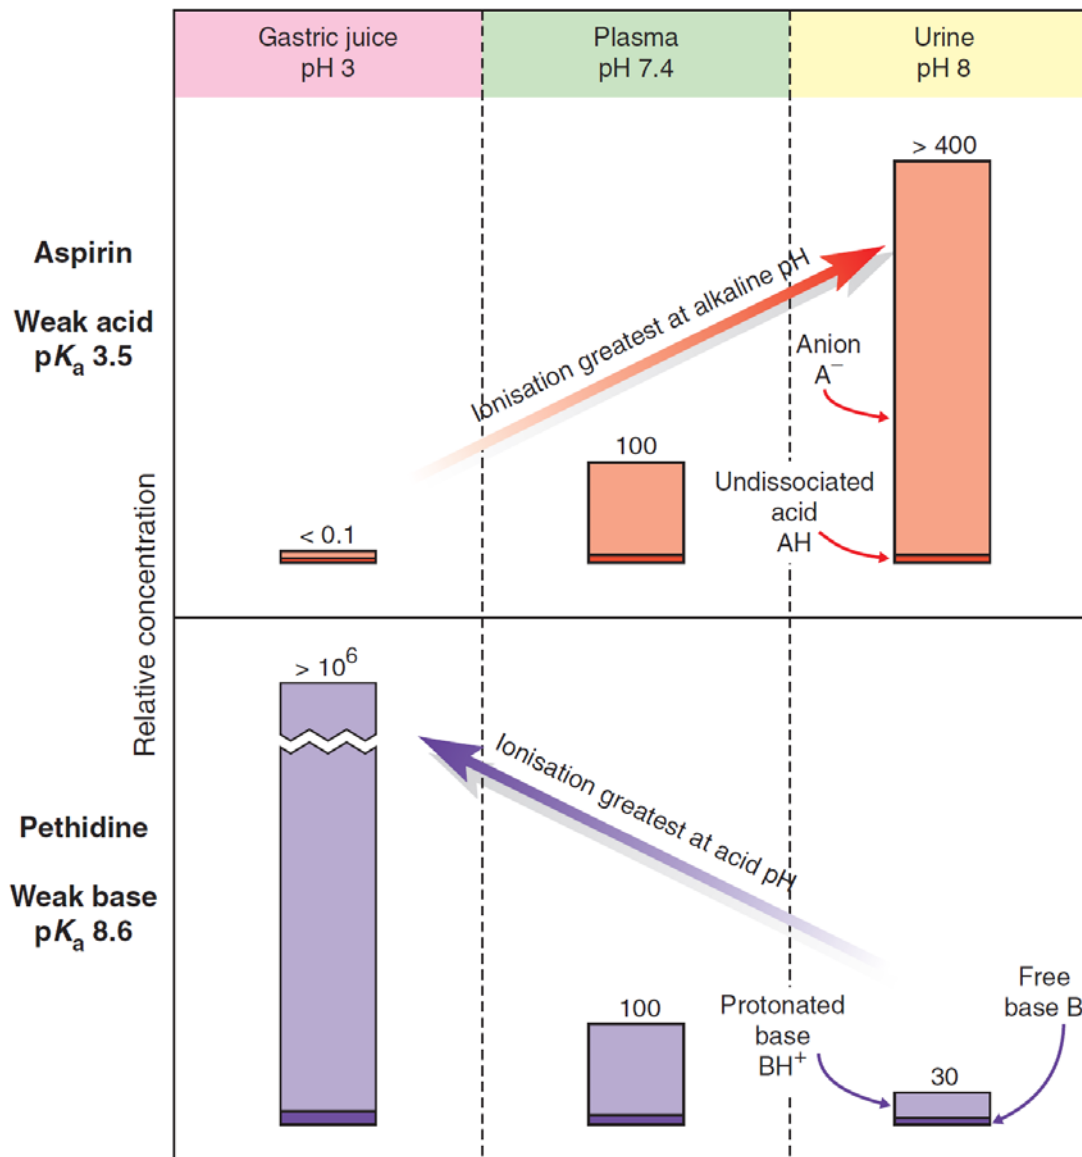 Gastric juice
pH 3
Plasma
pH 7.4
Urine
pH 8
Aspirin
Weak acid
pKa 3.5
Relative concentration
< 0.1
100
> 400
Ionisation greatest at alkaline pH
Anion
A⁻
Undissociated
acid
AH
Pethidine
Weak base
pKa 8.6
> 10⁶
100
30
Ionisation greatest at acid pH
Protonated
base
BH⁺
Free
base B